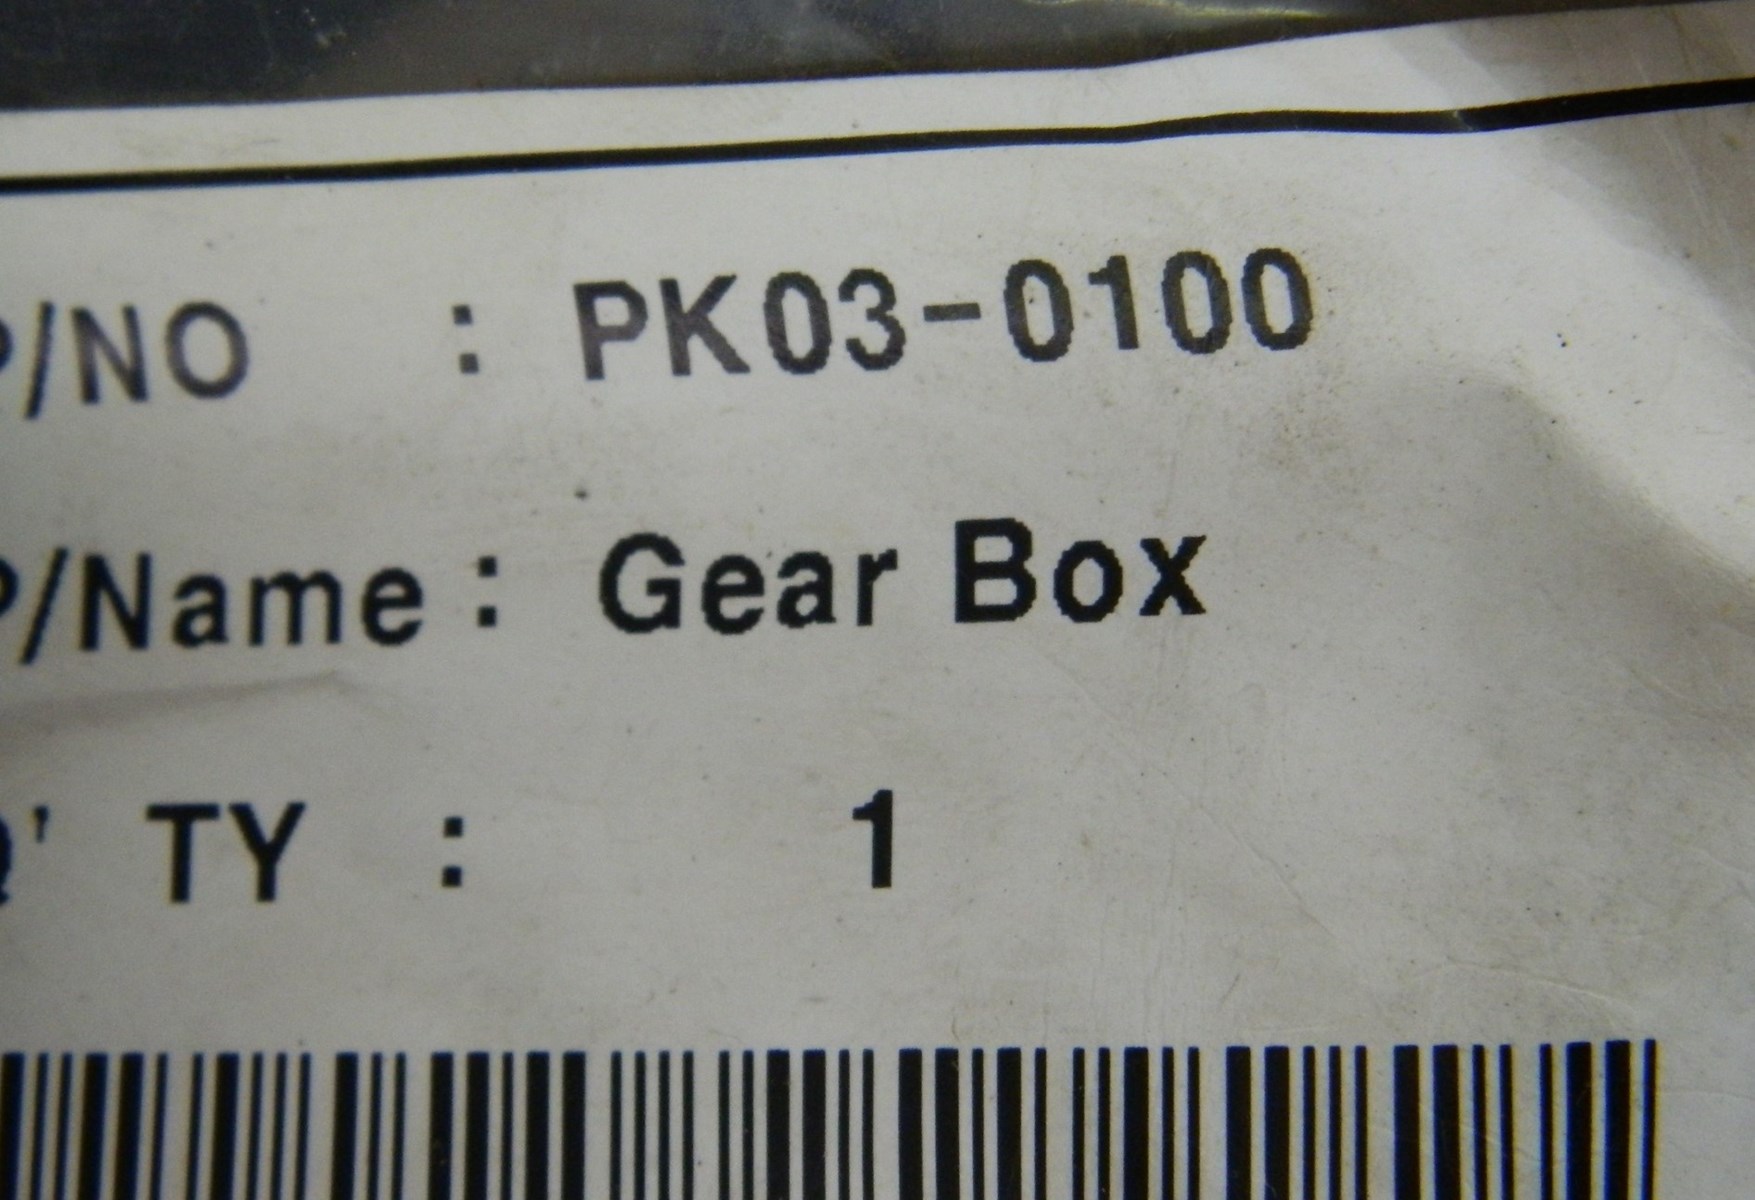 P/NO : PK03-0100
P/Name : Gear Box
Q' TY : 1